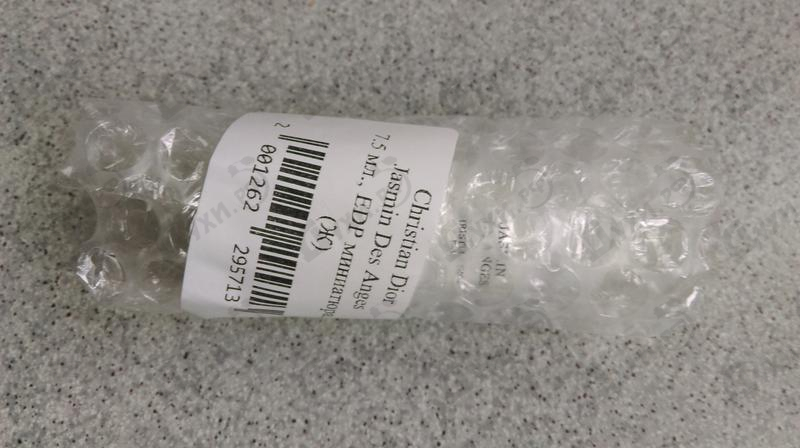 Christian Dior
Jasmin Des Anges
7.5 мл., EDP миниатюра
(Ж)
2 001262 295713